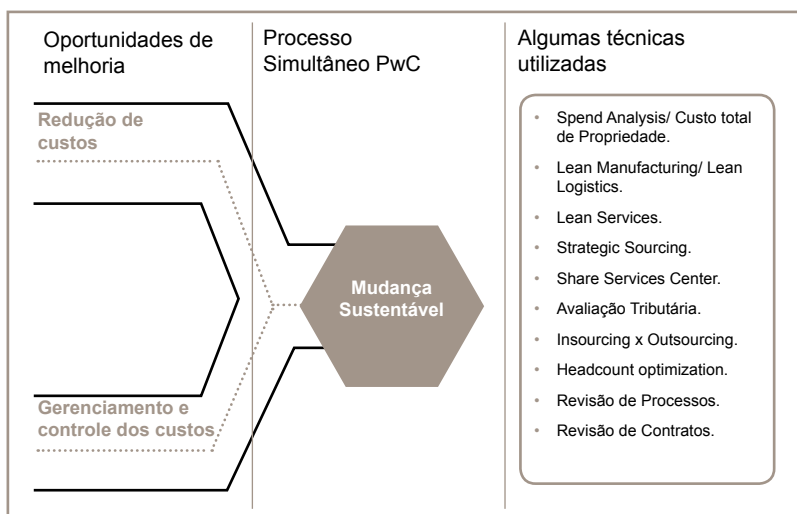 Oportunidades de
melhoria
Processo
Simultâneo PwC
Algumas técnicas
utilizadas
Redução de
custos
Gerenciamento e
controle dos custos
Mudança
Sustentável
• Spend Analysis/ Custo total
de Propriedade.
• Lean Manufacturing/ Lean
Logistics.
• Lean Services.
• Strategic Sourcing.
• Share Services Center.
• Avaliação Tributária.
• Insourcing x Outsourcing.
• Headcount optimization.
• Revisão de Processos.
• Revisão de Contratos.